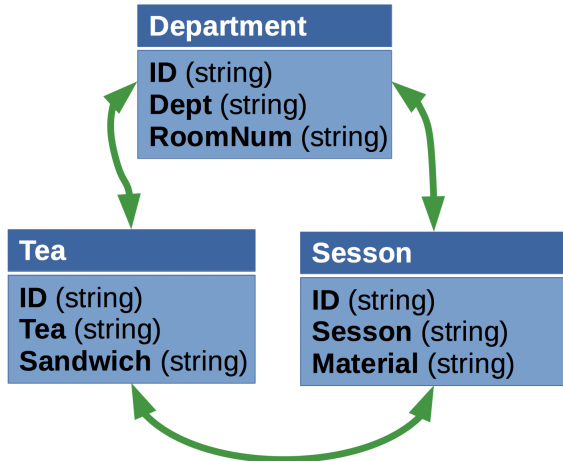 Department
ID (string)
Dept (string)
RoomNum (string)
Tea
ID (string)
Tea (string)
Sandwich (string)
Sesson
ID (string)
Sesson (string)
Material (string)